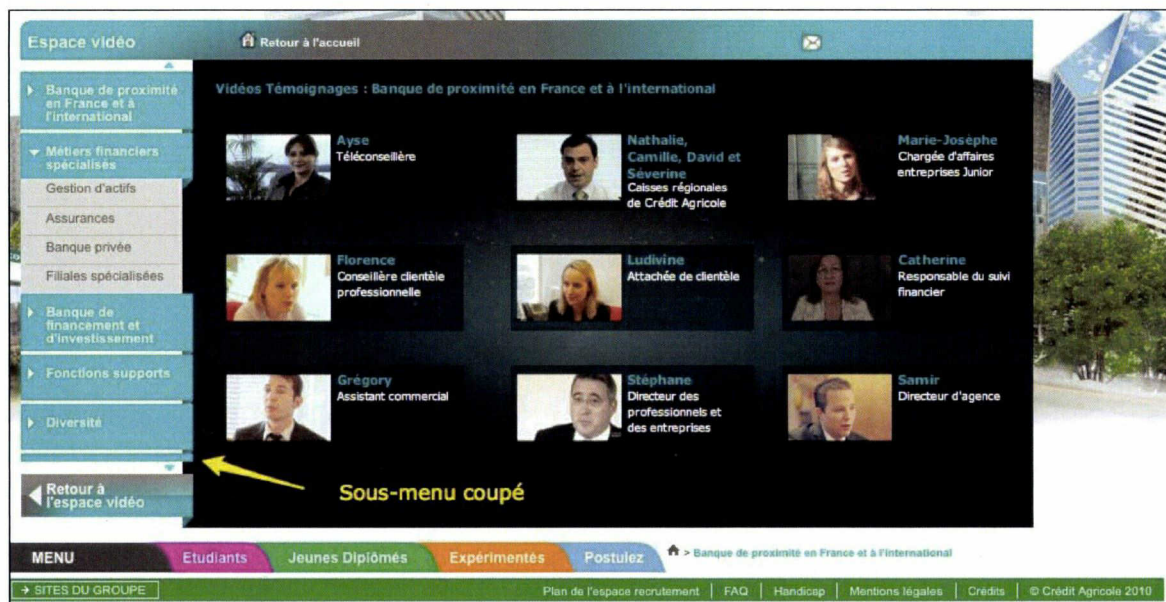 Espace vidéo
Retour à l'accueil
Banque de proximité
en France et à
l'international
Métiers financiers
spécialisés
Gestion d'actifs
Assurances
Banque privée
Filiales spécialisées
Banque de
financement et
d'investissement
Fonctions supports
Diversité
Retour à
l'espace vidéo
Vidéos Témoignages : Banque de proximité en France et à l'international
Ayse
Téléconseillère
Nathalie,
Camille, David et
Séverine
Caisses régionales
de Crédit Agricole
Marie-Josèphe
Chargée d'affaires
entreprises Junior
Florence
Conseillère clientèle
professionnelle
Ludivine
Attachée de clientèle
Catherine
Responsable du suivi
financier
Grégory
Assistant commercial
Stéphane
Directeur des
professionnels et
des entreprises
Samir
Directeur d'agence
Sous-menu coupé
MENU
Etudiants
Jeunes Diplômés
Expérimentés
Postulez
> Banque de proximité en France et à l'international
→ SITES DU GROUPE
Plan de l'espace recrutement | FAQ | Handicap | Mentions légales | Crédits | © Crédit Agricole 2010